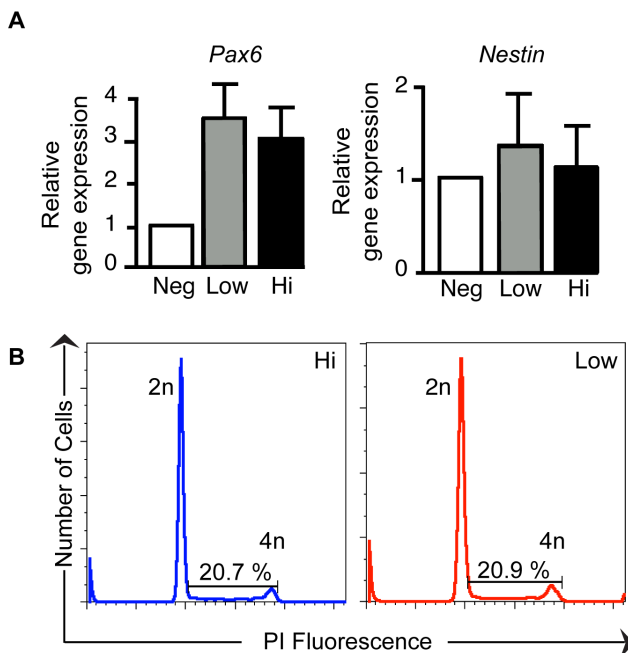 A
Pax6
Nestin
Relative
gene expression
4
3
2
1
0
Neg Low Hi
Relative
gene expression
2
1
0
Neg Low Hi
B
Number of Cells
Hi
2n
4n
20.7 %
Low
2n
4n
20.9 %
PI Fluorescence